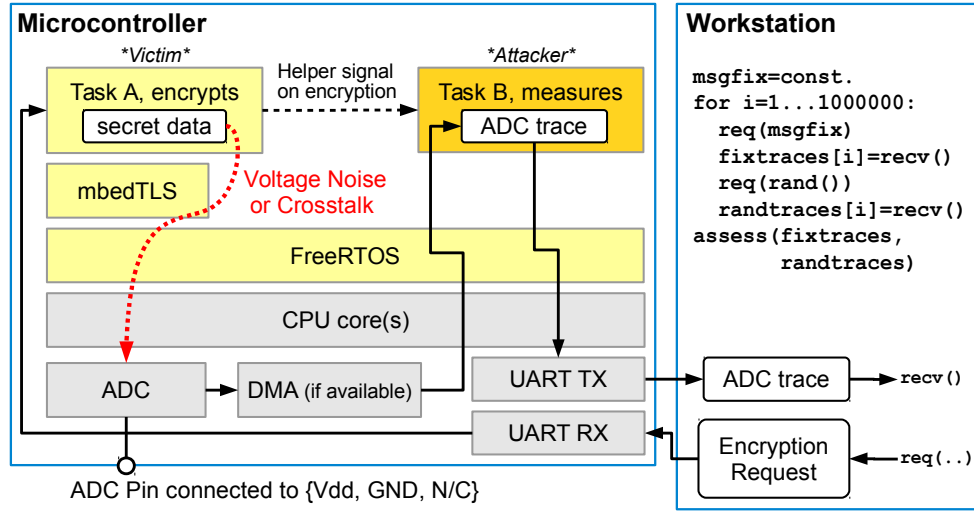 Microcontroller
*Victim*
*Attacker*
Task A, encrypts
secret data
Helper signal
on encryption
Task B, measures
ADC trace
mbedTLS
Voltage Noise
or Crosstalk
FreeRTOS
CPU core(s)
ADC
DMA (if available)
UART TX
UART RX
ADC Pin connected to {Vdd, GND, N/C}
Workstation
msgfix=const.
for i=1...1000000:
req(msgfix)
fixtraces[i]=recv()
req(rand())
randtraces[i]=recv()
assess(fixtraces,
randtraces)
ADC trace
recv()
Encryption
Request
req(..)